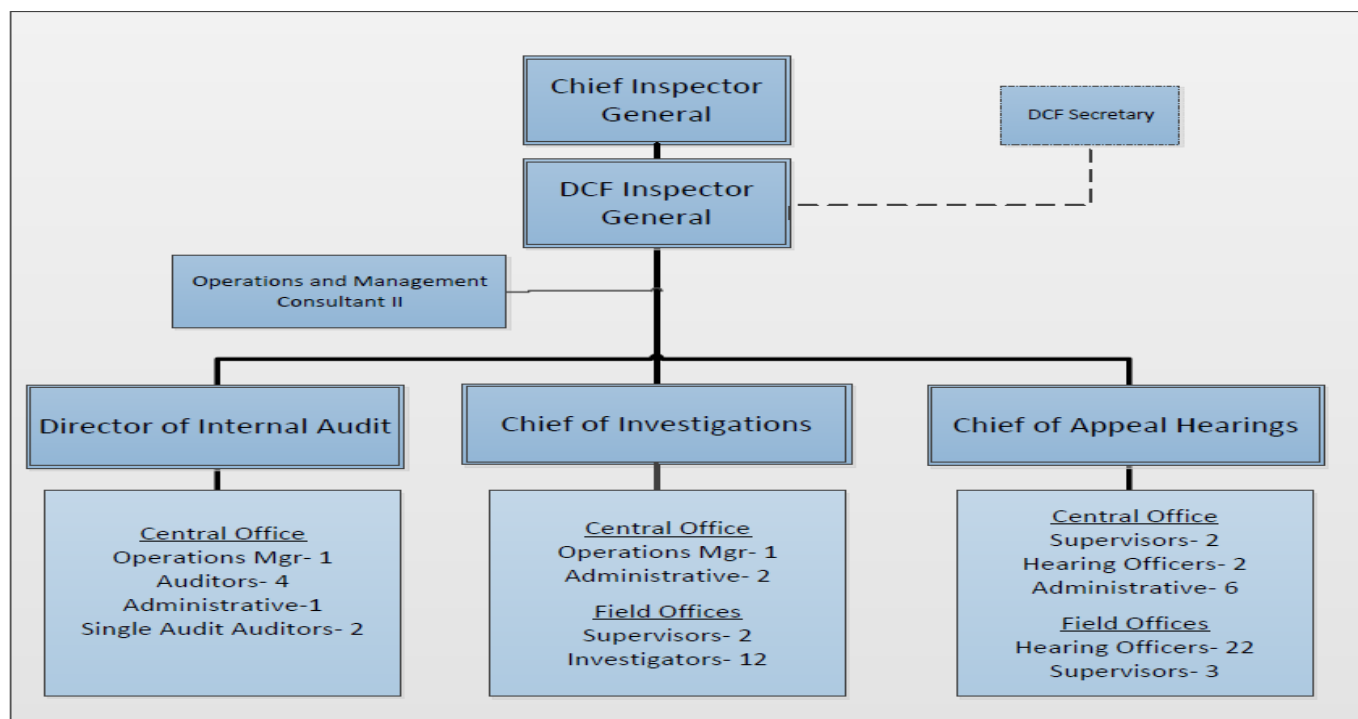 Chief Inspector
General
DCF Secretary
DCF Inspector
General
Operations and Management
Consultant II
Director of Internal Audit
Chief of Investigations
Chief of Appeal Hearings
Central Office
Operations Mgr- 1
Auditors- 4
Administrative-1
Single Audit Auditors- 2
Central Office
Operations Mgr- 1
Administrative- 2
Field Offices
Supervisors- 2
Investigators- 12
Central Office
Supervisors- 2
Hearing Officers- 2
Administrative- 6
Field Offices
Hearing Officers- 22
Supervisors- 3